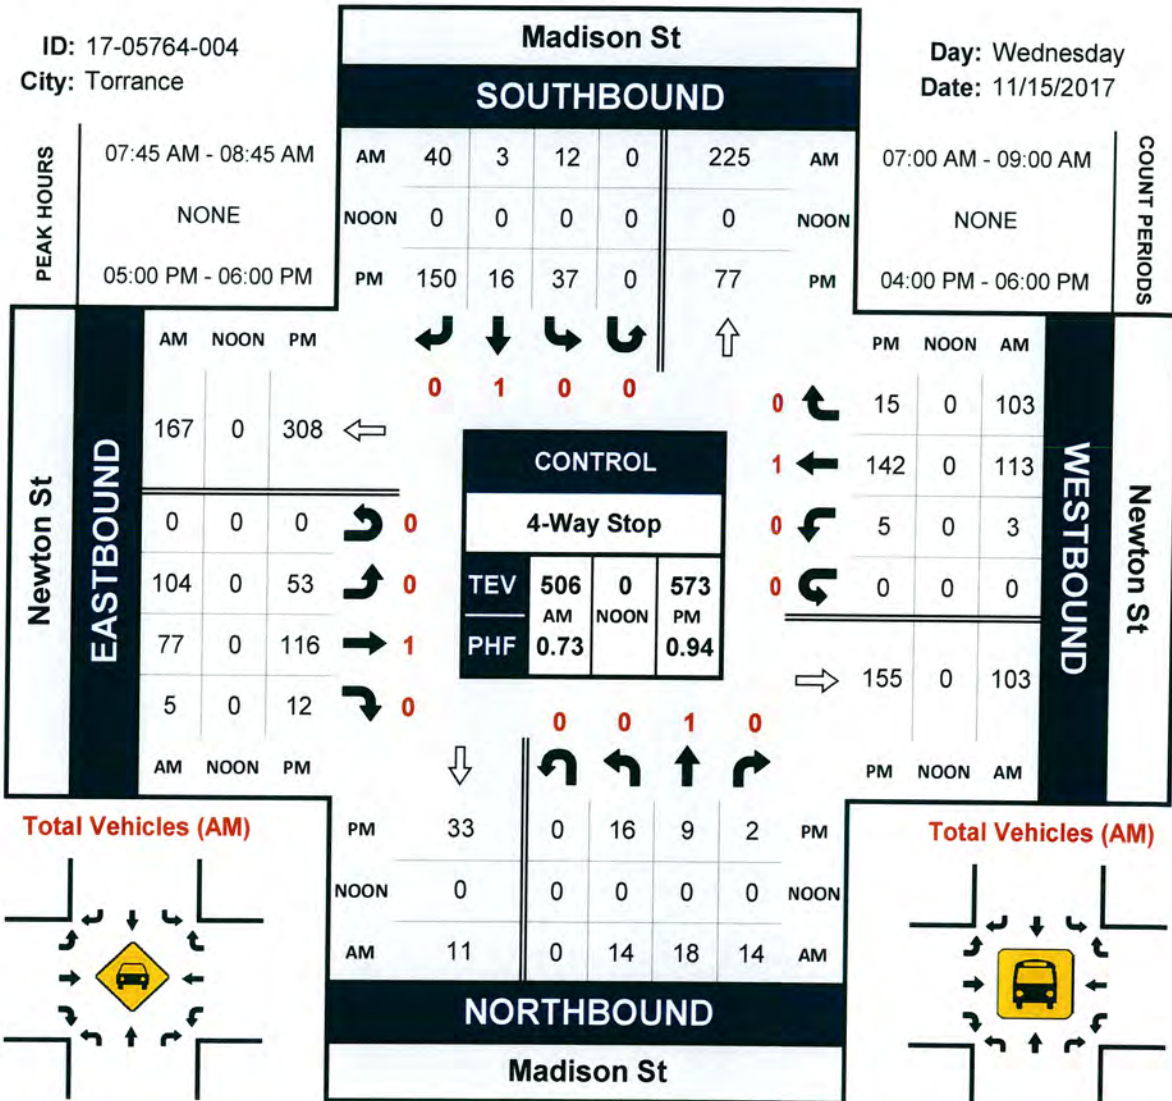 ID: 17-05764-004
City: Torrance
Madison St
SOUTHBOUND
Day: Wednesday
Date: 11/15/2017
PEAK HOURS
07:45 AM - 08:45 AM
NONE
05:00 PM - 06:00 PM
AM 40 3 12 0 225 AM
NOON 0 0 0 0 0 NOON
PM 150 16 37 0 77 PM
07:00 AM - 09:00 AM
NONE
04:00 PM - 06:00 PM
COUNT PERIODS
0 1 0 0
Newton St
EASTBOUND
AM NOON PM
167 0 308
0 0 0 0
104 0 53 0
77 0 116 1
5 0 12 0
AM NOON PM
CONTROL
4-Way Stop
TEV 506 0 573
AM NOON PM
PHF 0.73 0.94
PM NOON AM
0 15 0 103
1 142 0 113
0 5 0 3
0 0 0 0
155 0 103
PM NOON AM
WESTBOUND
Newton St
0 0 1 0
PM 33 0 16 9 2 PM
NOON 0 0 0 0 0 NOON
AM 11 0 14 18 14 AM
NORTHBOUND
Madison St
Total Vehicles (AM)
Total Vehicles (AM)